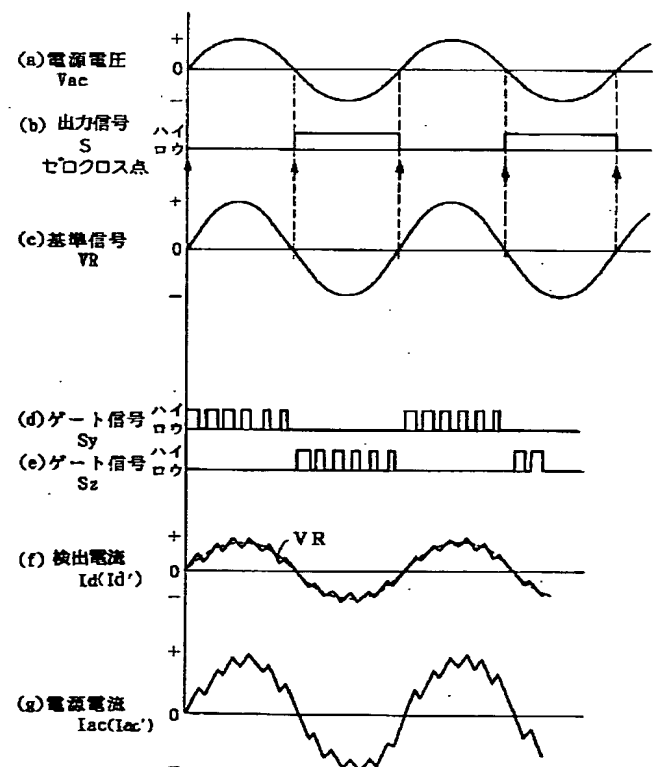 +
(a)電源電圧 0
Vac
−
(b) 出力信号 ハイ
S ロウ
ゼロクロス点
+
(c)基準信号 0
VR
−
(d)ゲート信号 ハイ
Sy ロウ
(e)ゲート信号 ハイ
Sz ロウ
+ VR
(f) 検出電流 0
Id(Id′)
−
+
(g)電源電流 0
Iac(Iac′)
−